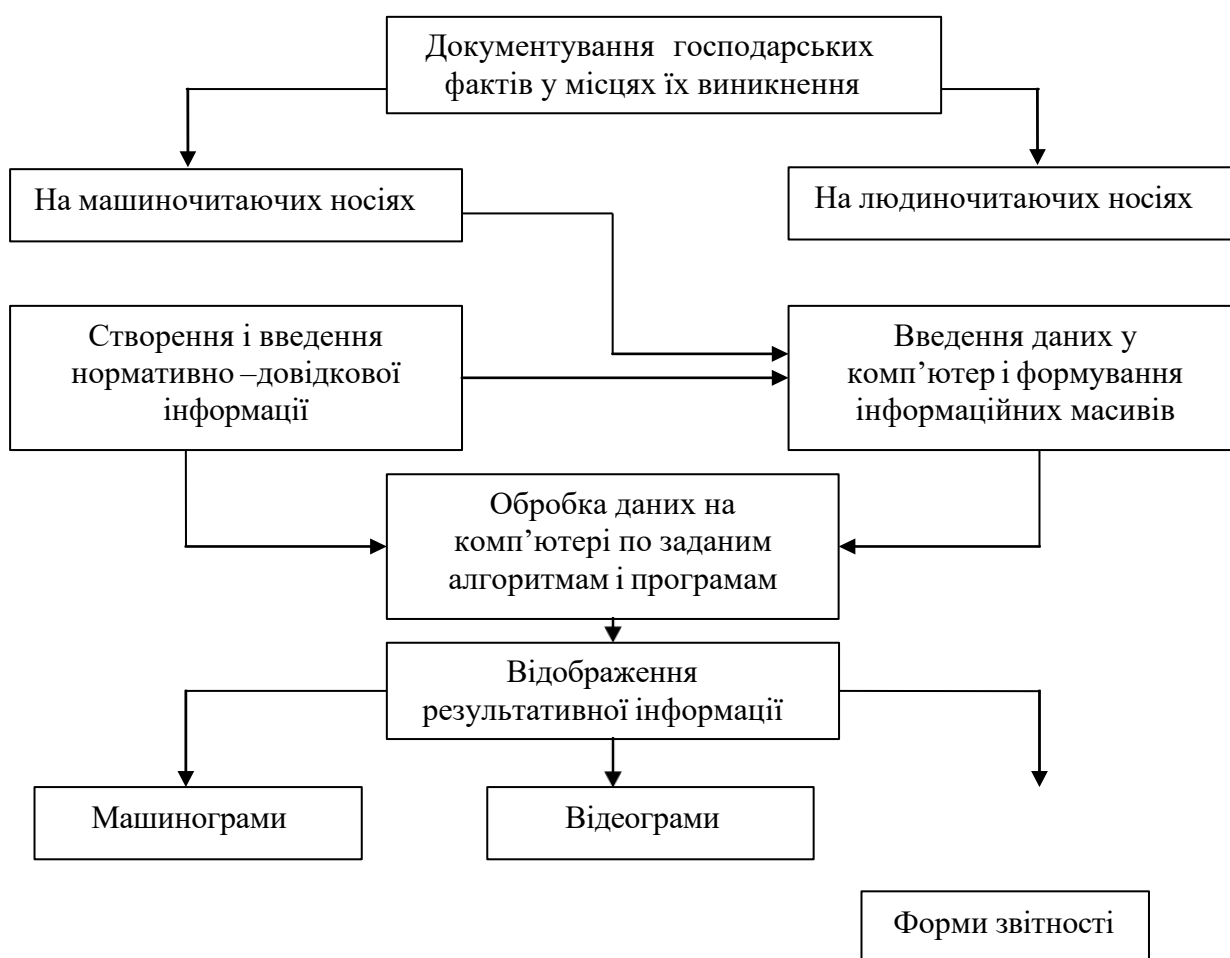 Документування господарських
фактів у місцях їх виникнення
На машиночитаючих носіях
На людиночитаючих носіях
Створення і введення
нормативно –довідкової
інформації
Введення даних у
комп’ютер і формування
інформаційних масивів
Обробка даних на
комп’ютері по заданим
алгоритмам і програмам
Відображення
результативної інформації
Машинограми
Відеограми
Форми звітності